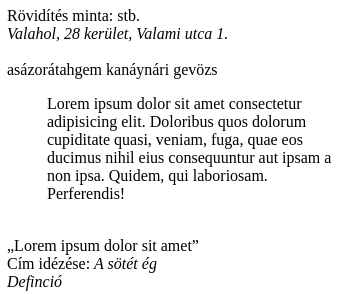 Rövidítés minta: stb.
Valahol, 28 kerület, Valami utca 1.
asázorátahgem kanáynári gevözs
Lorem ipsum dolor sit amet consectetur
adipisicing elit. Doloribus quos dolorum
cupiditate quasi, veniam, fuga, quae eos
ducimus nihil eius consequuntur aut ipsam a
non ipsa. Quidem, qui laboriosam.
Perferendis!
„Lorem ipsum dolor sit amet”
Cím idézése: A sötét ég
Definció